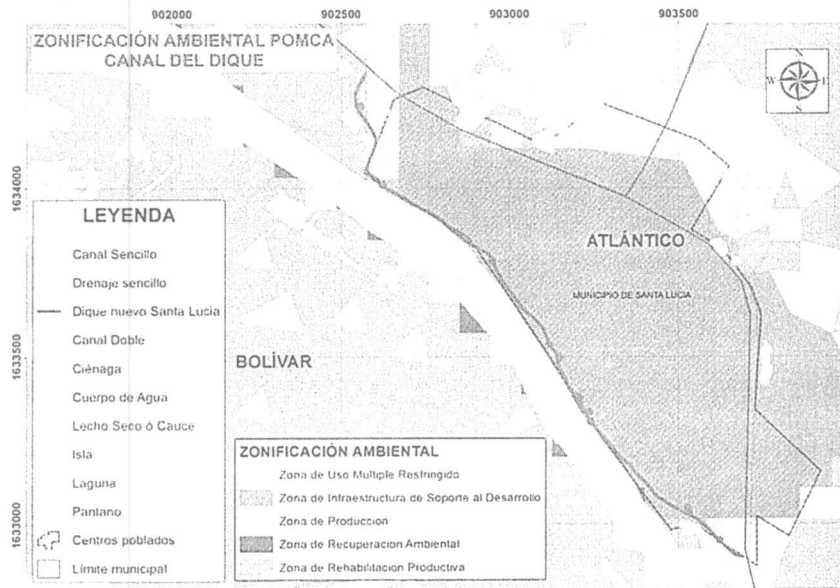 902000 902500 903000 903500
ZONIFICACIÓN AMBIENTAL POMCA
CANAL DEL DIQUE
N
W E
S
1634000
1633500
1633000
LEYENDA
Canal Sencillo
Drenaje sencillo
Dique nuevo Santa Lucia
Canal Doble
Ciénaga
Cuerpo de Agua
Lecho Seco ó Cauce
Isla
Laguna
Pantano
Centros poblados
Límite municipal
ATLÁNTICO
MUNICIPIO DE SANTA LUCIA
BOLÍVAR
ZONIFICACIÓN AMBIENTAL
Zona de Uso Multiple Restringido
Zona de Infraestructura de Soporte al Desarrollo
Zona de Produccion
Zona de Recuperacion Ambiental
Zona de Rehabilitacion Productiva